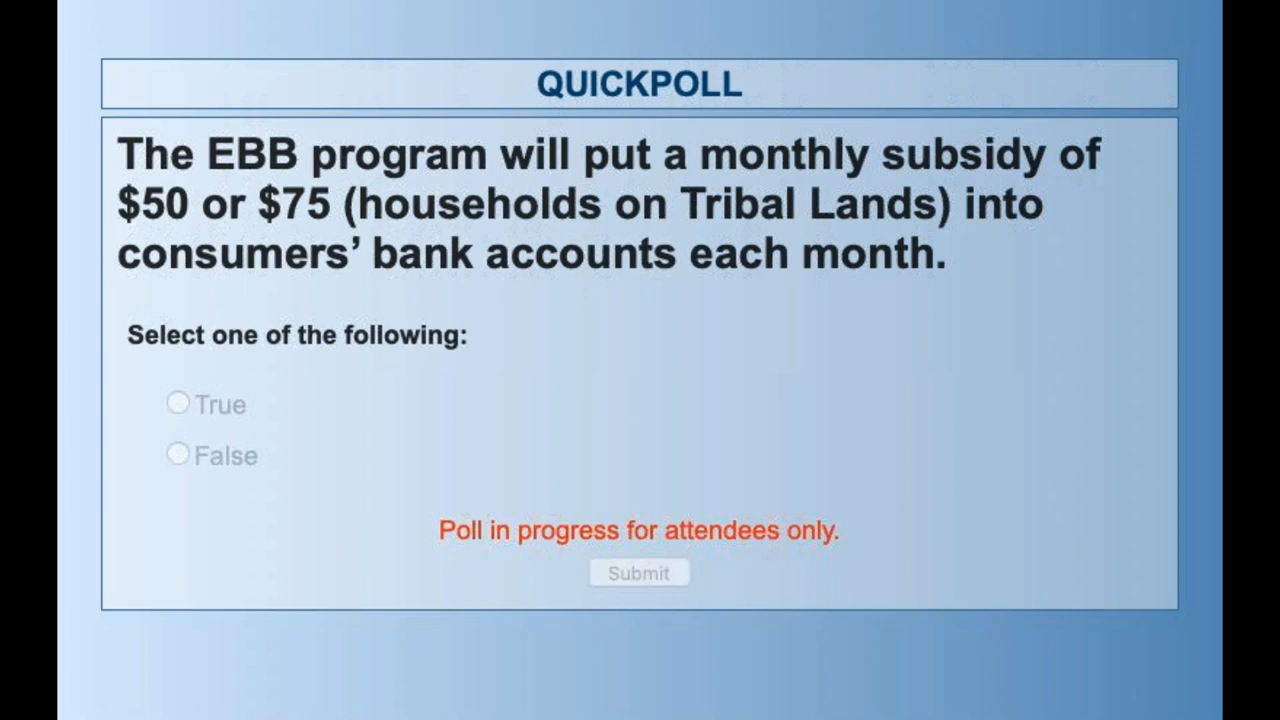 QUICKPOLL
The EBB program will put a monthly subsidy of
$50 or $75 (households on Tribal Lands) into
consumers’ bank accounts each month.
Select one of the following:
True
False
Poll in progress for attendees only.
Submit